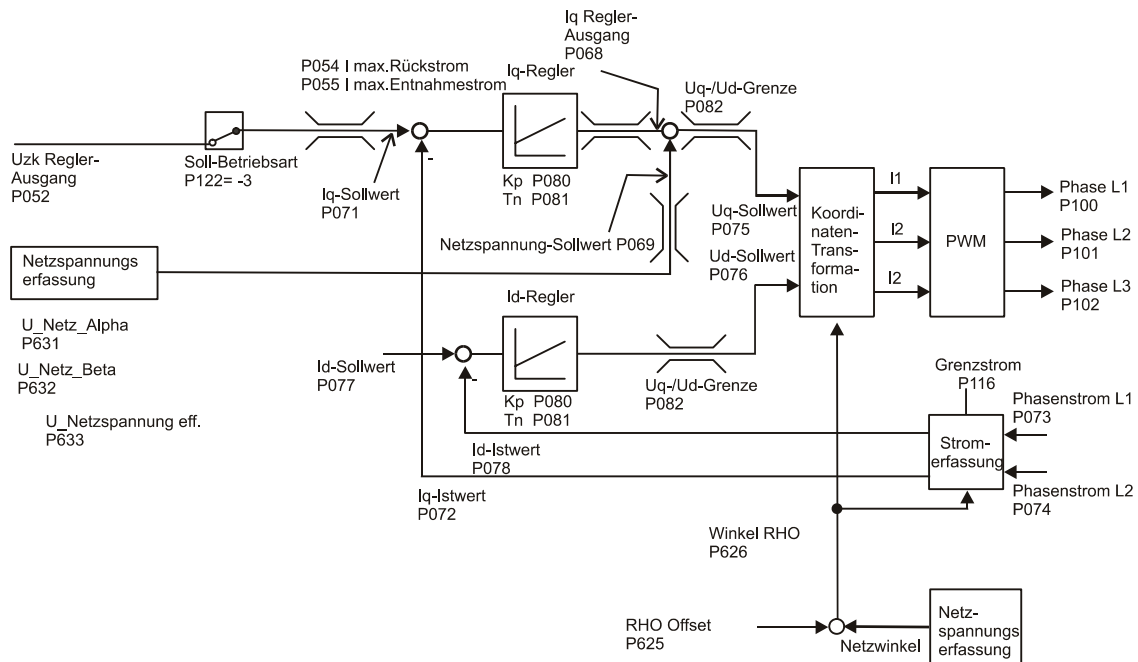 Iq Regler-
Ausgang
P068
P054 I max.Rückstrom
P055 I max.Entnahmestrom
Iq-Regler
Uq-/Ud-Grenze
P082
Uzk Regler-
Ausgang
P052
Soll-Betriebsart
P122= -3
-
Iq-Sollwert
P071
Kp P080
Tn P081
Netzspannung-Sollwert P069
Uq-Sollwert
P075
Ud-Sollwert
P076
Koordi-
naten-
Trans-
forma-
tion
I1
I2
I2
PWM
Phase L1
P100
Phase L2
P101
Phase L3
P102
Netzspannungs
erfassung
U_Netz_Alpha
P631
U_Netz_Beta
P632
U_Netzspannung eff.
P633
Id-Regler
Id-Sollwert
P077
-
Kp P080
Tn P081
Uq-/Ud-Grenze
P082
Grenzstrom
P116
Phasenstrom L1
P073
Strom-
erfassung
Phasenstrom L2
P074
Id-Istwert
P078
Iq-Istwert
P072
Winkel RHO
P626
RHO Offset
P625
Netzwinkel
Netz-
spannungs
erfassung